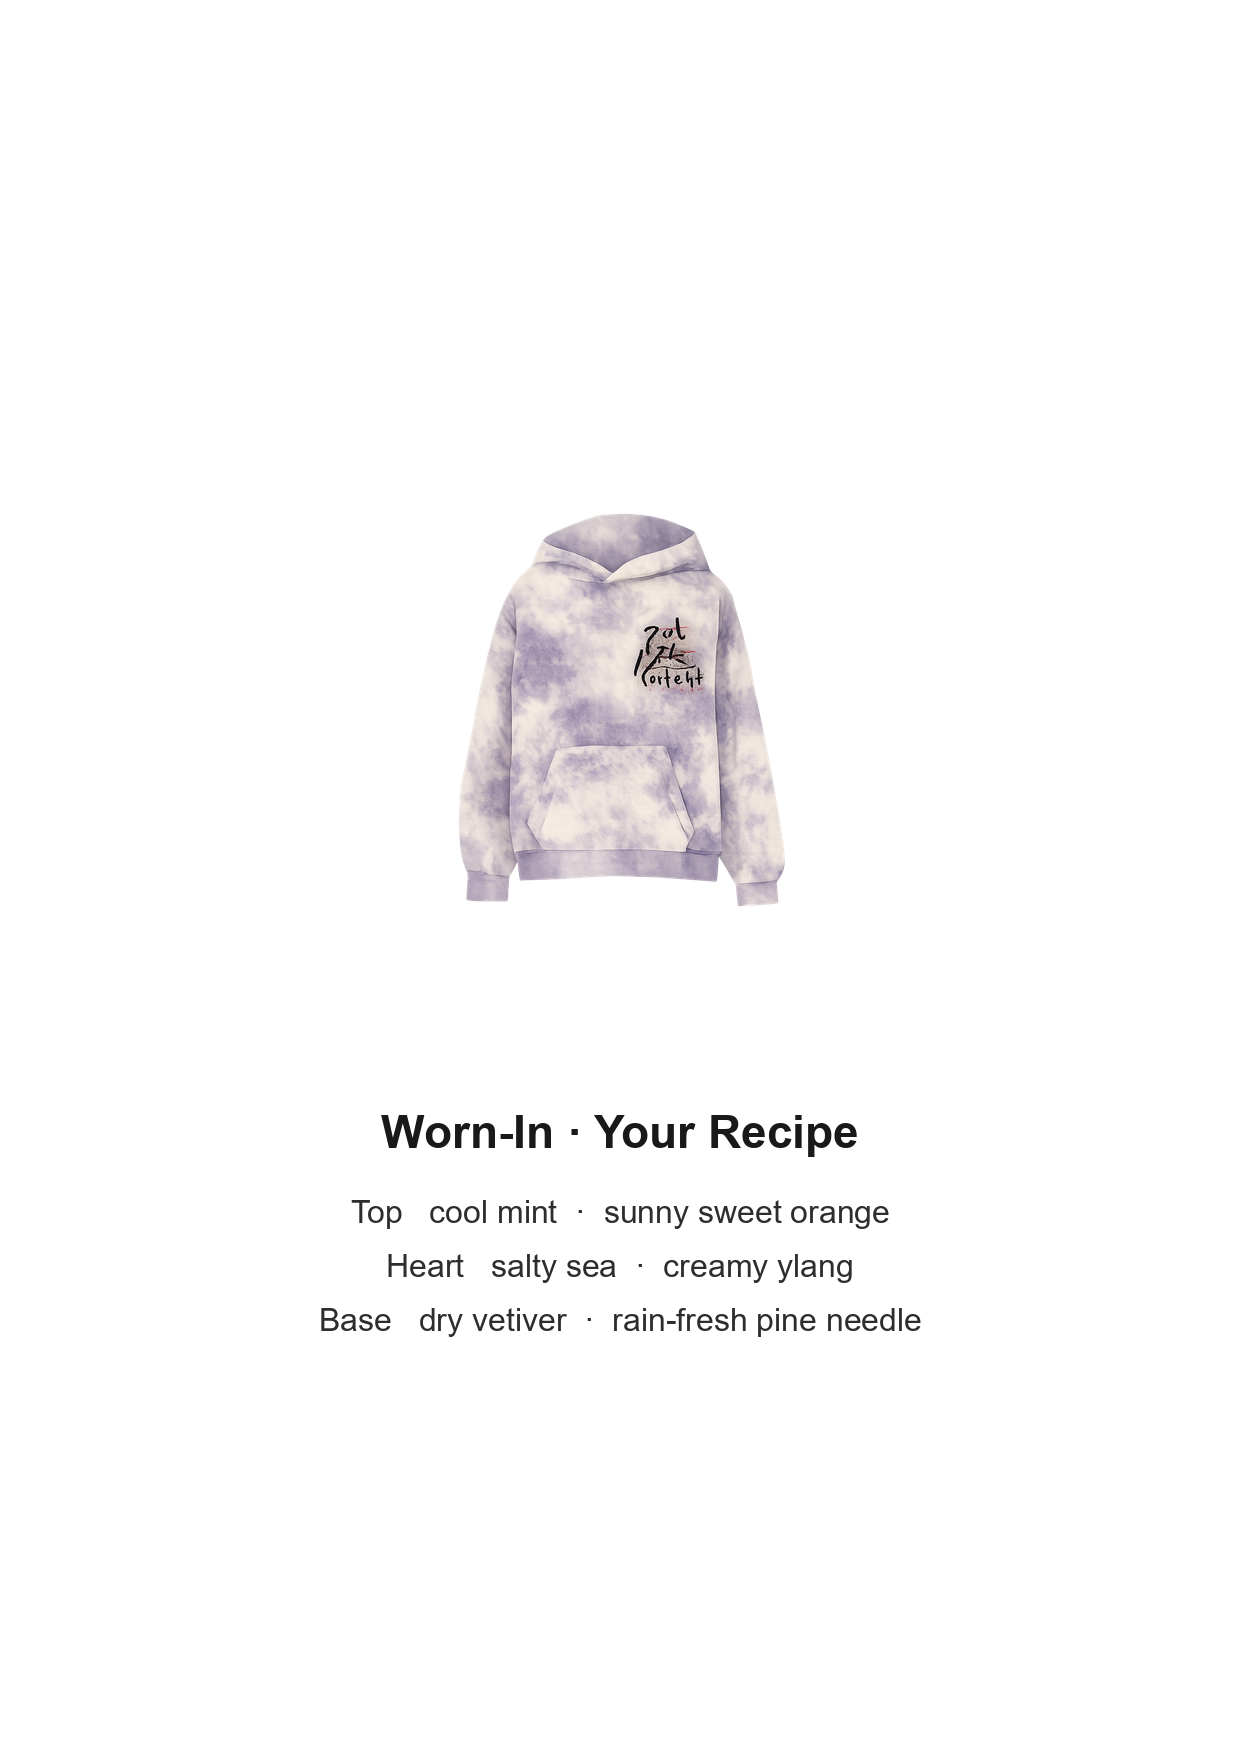 Worn-In · Your Recipe
Top cool mint · sunny sweet orange
Heart salty sea · creamy ylang
Base dry vetiver · rain-fresh pine needle